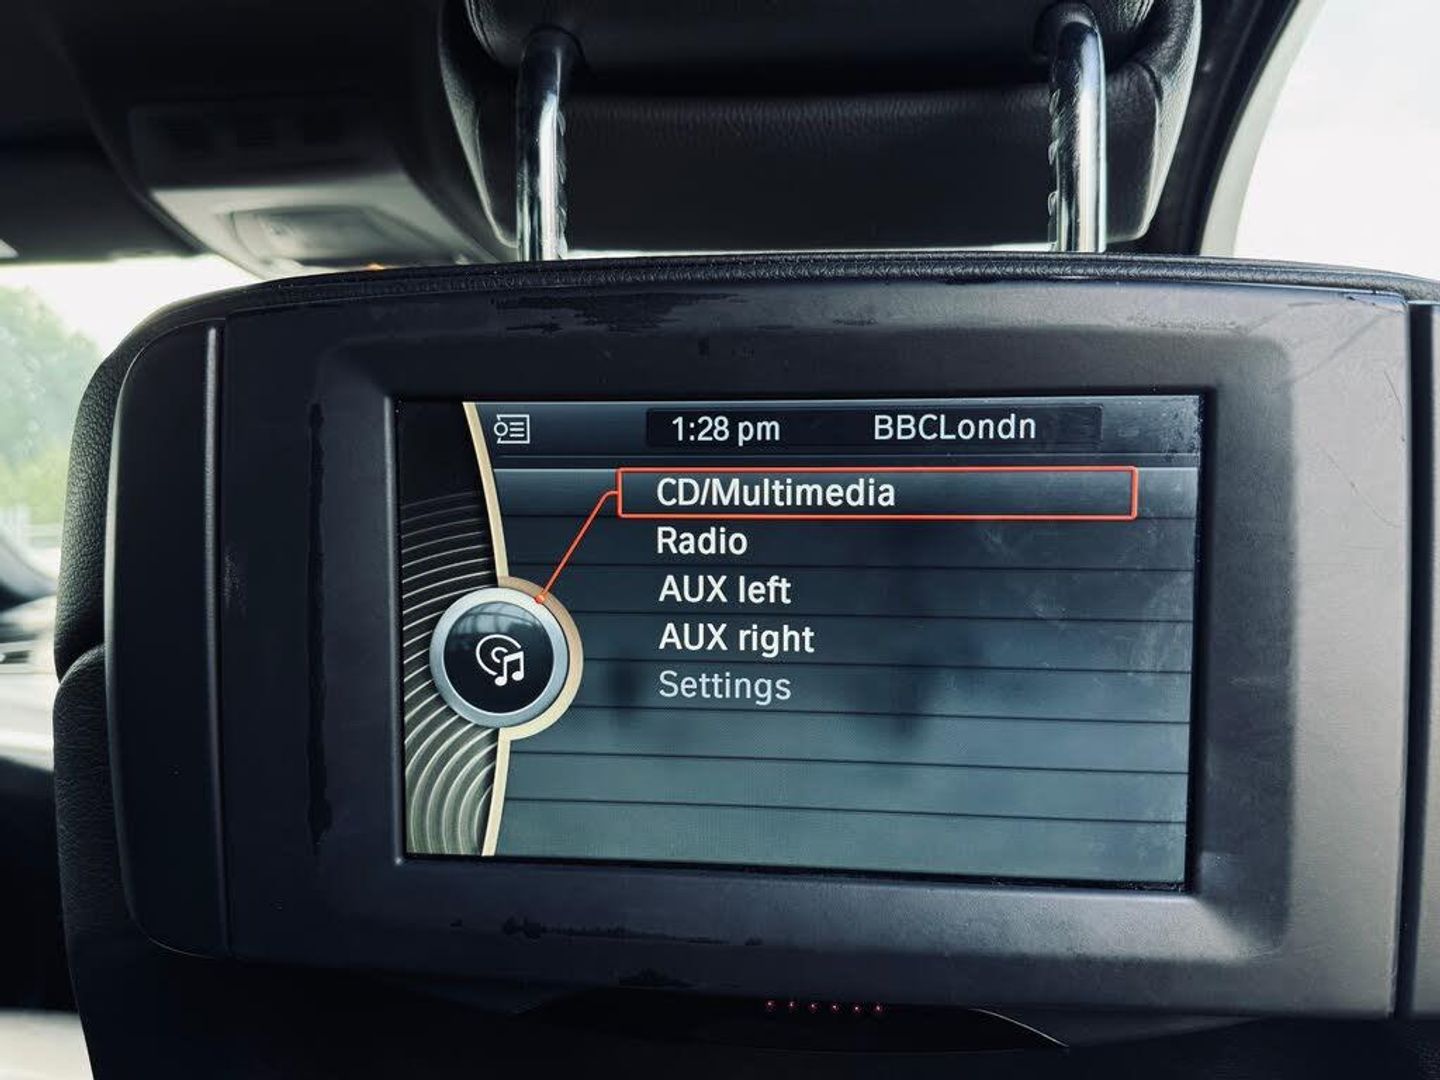 1:28 pm BBCLondn
CD/Multimedia
Radio
AUX left
AUX right
Settings